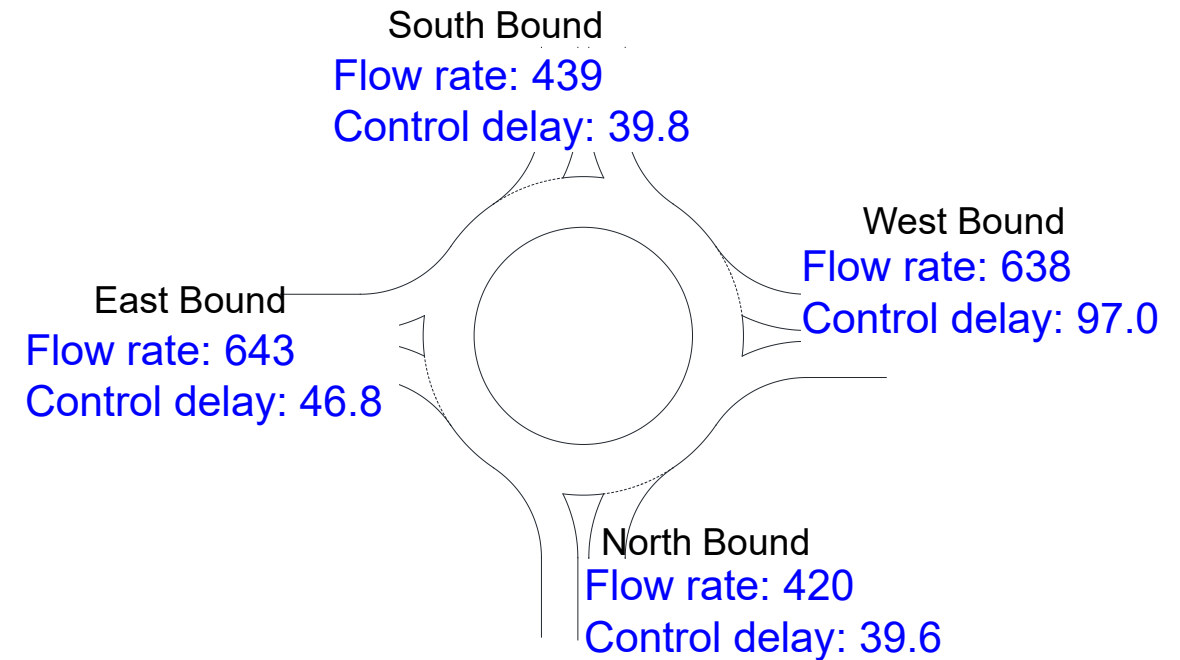 South Bound
Flow rate: 439
Control delay: 39.8
West Bound
Flow rate: 638
Control delay: 97.0
East Bound
Flow rate: 643
Control delay: 46.8
North Bound
Flow rate: 420
Control delay: 39.6